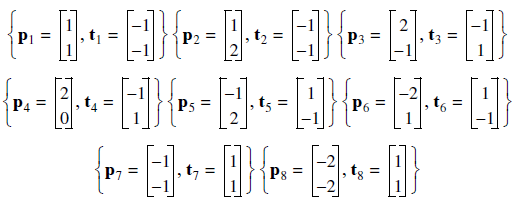 {p₁ = [1 1], t₁ = [-1 -1]} {p₂ = [1 2], t₂ = [-1 -1]} {p₃ = [2 -1], t₃ = [-1 1]}
{p₄ = [2 0], t₄ = [-1 1]} {p₅ = [-1 2], t₅ = [1 -1]} {p₆ = [-2 1], t₆ = [1 -1]}
{p₇ = [-1 -1], t₇ = [1 1]} {p₈ = [-2 -2], t₈ = [1 1]}